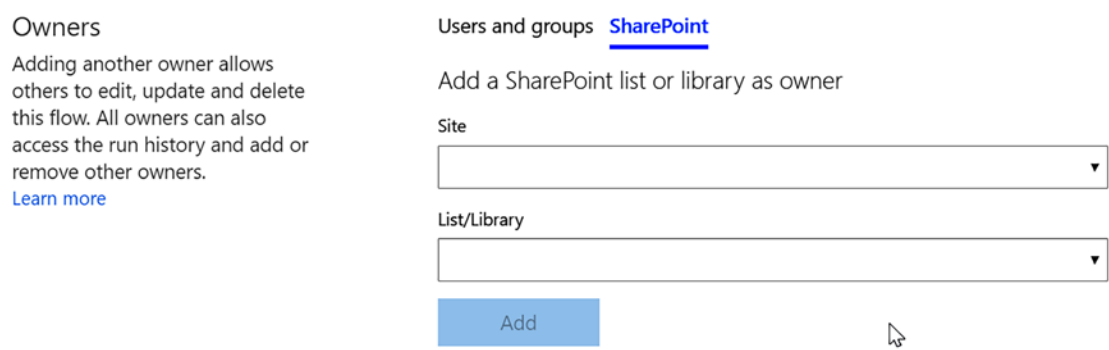 Owners
Adding another owner allows
others to edit, update and delete
this flow. All owners can also
access the run history and add or
remove other owners.
Learn more
Users and groups SharePoint
Add a SharePoint list or library as owner
Site
List/Library
Add